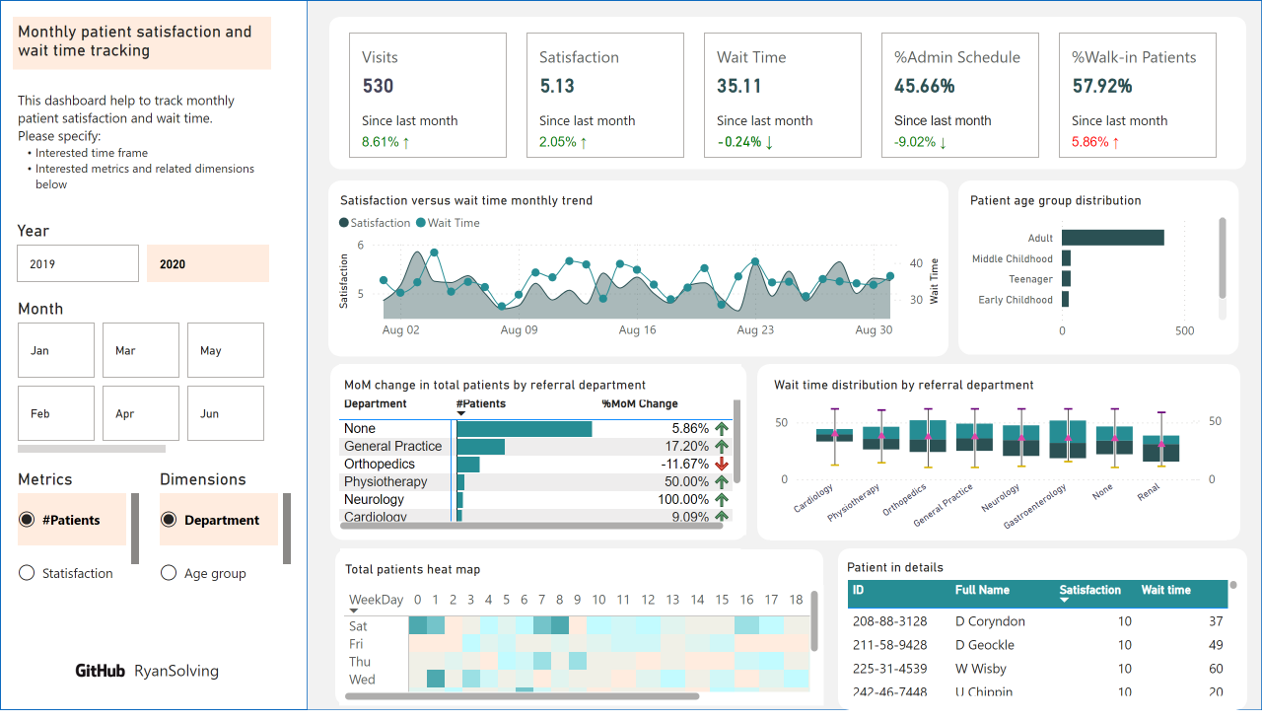 Monthly patient satisfaction and
wait time tracking
This dashboard help to track monthly
patient satisfaction and wait time.
Please specify:
• Interested time frame
• Interested metrics and related dimensions
below
Year
2019 2020
Month
Jan Mar May
Feb Apr Jun
Metrics Dimensions
#Patients Department
Statisfaction Age group
GitHub RyanSolving
Visits
530
Since last month
8.61% ↑
Satisfaction
5.13
Since last month
2.05% ↑
Wait Time
35.11
Since last month
-0.24% ↓
%Admin Schedule
45.66%
Since last month
-9.02% ↓
%Walk-in Patients
57.92%
Since last month
5.86% ↑
Satisfaction versus wait time monthly trend
Satisfaction Wait Time
Satisfaction
6
5
Wait Time
40
30
Aug 02 Aug 09 Aug 16 Aug 23 Aug 30
Patient age group distribution
Adult
Middle Childhood
Teenager
Early Childhood
0 500
MoM change in total patients by referral department
Department #Patients %MoM Change
None 5.86%
General Practice 17.20%
Orthopedics -11.67%
Physiotherapy 50.00%
Neurology 100.00%
Cardiology 9.09%
Wait time distribution by referral department
50 50
0 0
Cardiology Physiotherapy Orthopedics General Practice Neurology Gastroenterology None Renal
Total patients heat map
WeekDay 0 1 2 3 4 5 6 7 8 9 10 11 12 13 14 15 16 17 18
Sat
Fri
Thu
Wed
Patient in details
ID Full Name Satisfaction Wait time
208-88-3128 D Coryndon 10 37
211-58-9428 D Geockle 10 49
225-31-4539 W Wisby 10 60
242-46-7448 U Chippin 10 20